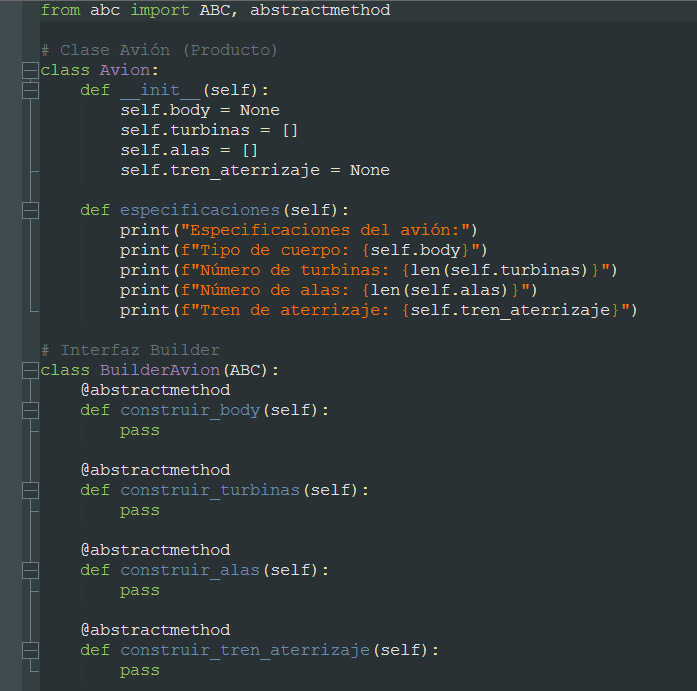 from abc import ABC, abstractmethod

# Clase Avión (Producto)
class Avion:
    def __init__(self):
        self.body = None
        self.turbinas = []
        self.alas = []
        self.tren_aterrizaje = None

    def especificaciones(self):
        print("Especificaciones del avión:")
        print(f"Tipo de cuerpo: {self.body}")
        print(f"Número de turbinas: {len(self.turbinas)}")
        print(f"Número de alas: {len(self.alas)}")
        print(f"Tren de aterrizaje: {self.tren_aterrizaje}")

# Interfaz Builder
class BuilderAvion(ABC):
    @abstractmethod
    def construir_body(self):
        pass

    @abstractmethod
    def construir_turbinas(self):
        pass

    @abstractmethod
    def construir_alas(self):
        pass

    @abstractmethod
    def construir_tren_aterrizaje(self):
        pass